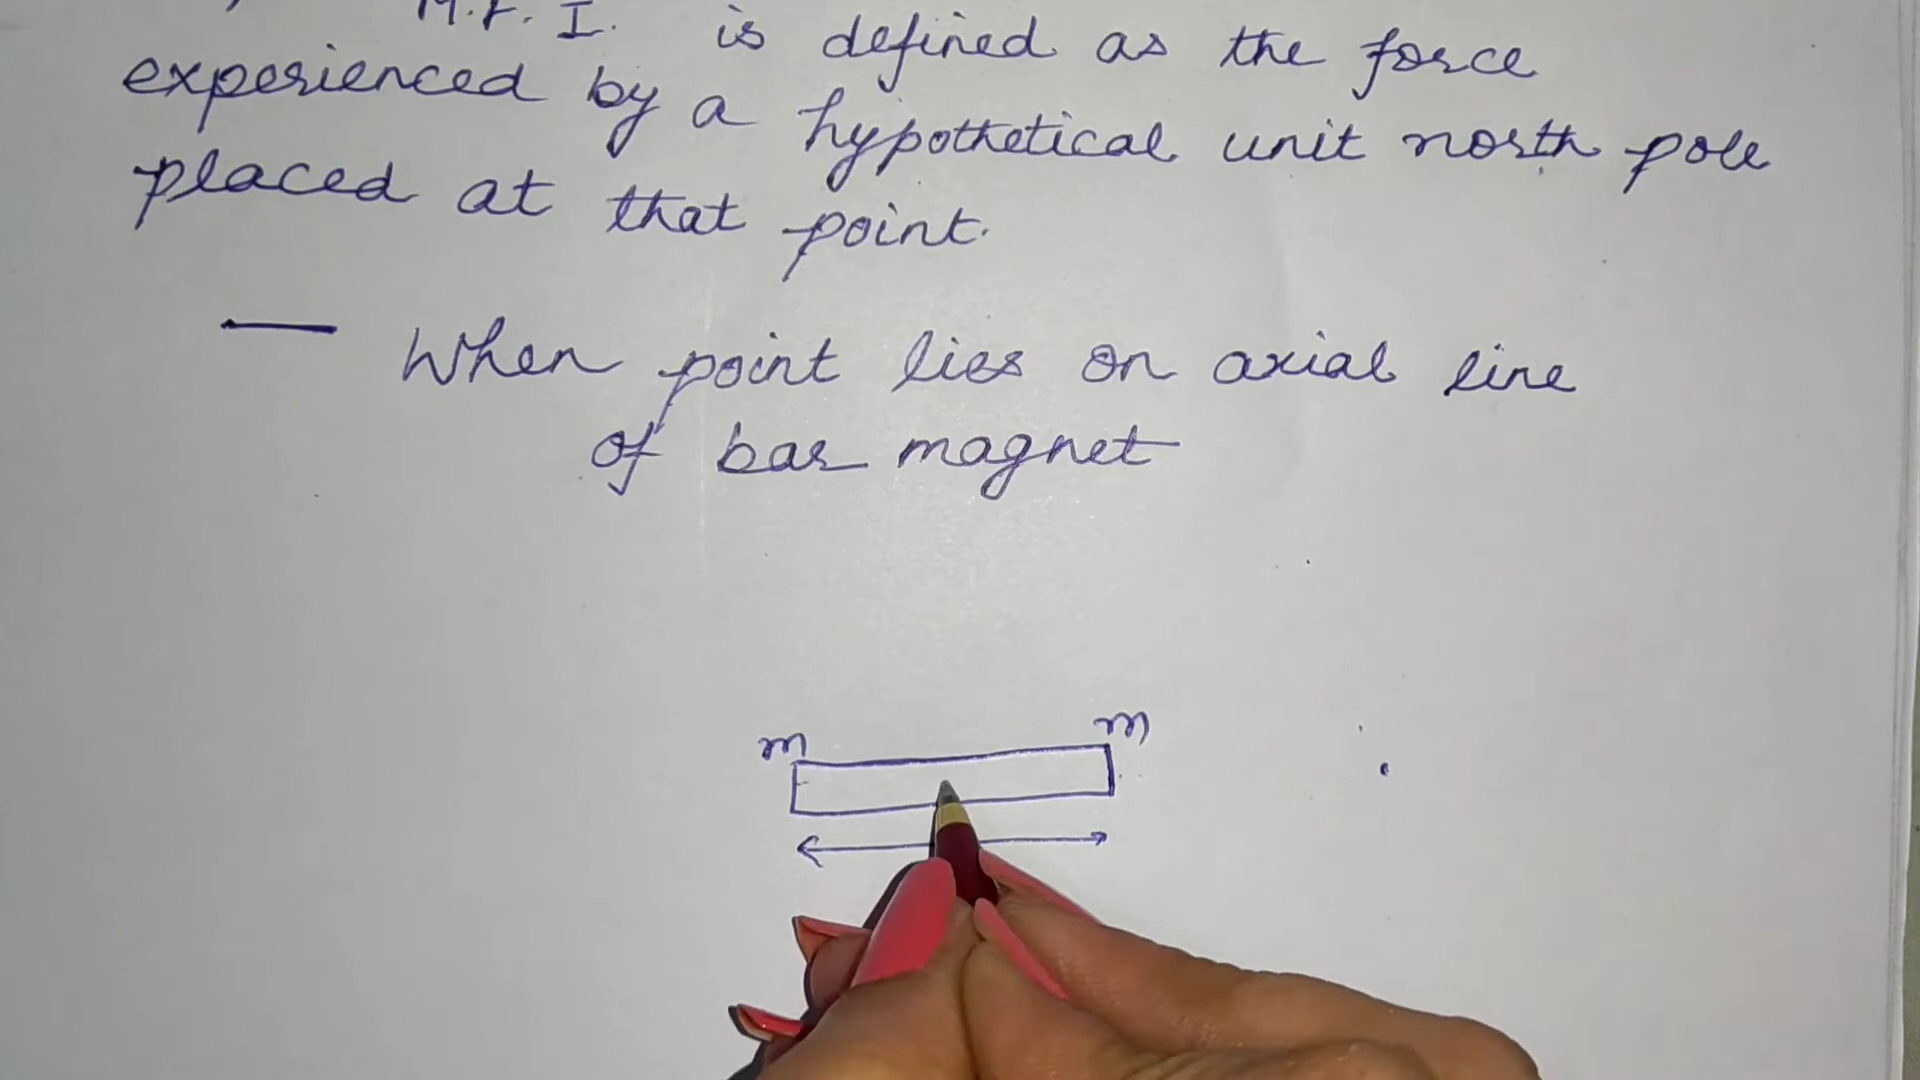 M.F.I. is defined as the force
experienced by a hypothetical unit north pole
placed at that point.
— When point lies on axial line
of bar magnet
m m